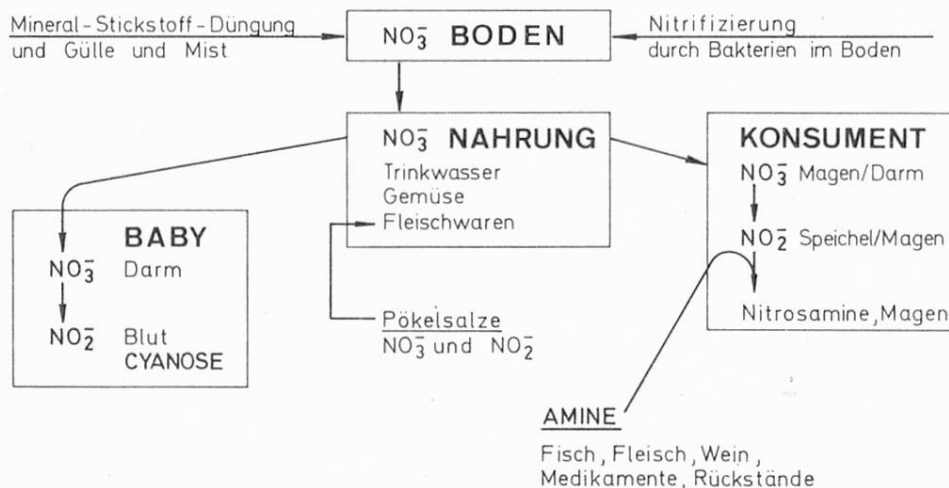 Mineral-Stickstoff-Düngung
und Gülle und Mist
NO₃⁻ BODEN
Nitrifizierung
durch Bakterien im Boden
NO₃⁻ NAHRUNG
Trinkwasser
Gemüse
Fleischwaren
KONSUMENT
NO₃⁻ Magen/Darm
NO₂⁻ Speichel/Magen
Nitrosamine, Magen
BABY
NO₃⁻ Darm
NO₂⁻ Blut
CYANOSE
Pökelsalze
NO₃⁻ und NO₂⁻
AMINE
Fisch, Fleisch, Wein,
Medikamente, Rückstände